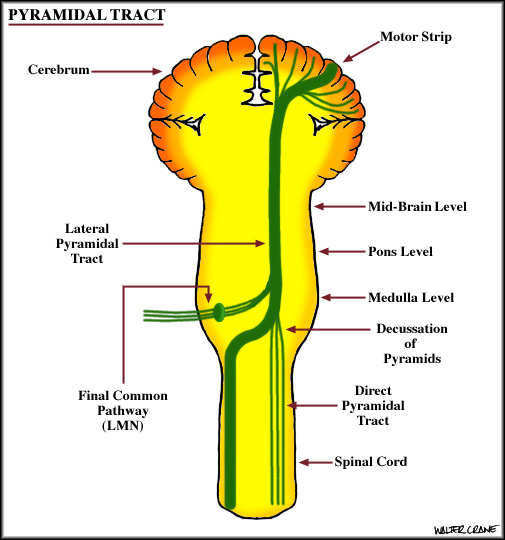 PYRAMIDAL TRACT
Motor Strip
Cerebrum
Mid-Brain Level
Lateral
Pyramidal
Tract
Pons Level
Medulla Level
Decussation
of
Pyramids
Final Common
Pathway
(LMN)
Direct
Pyramidal
Tract
Spinal Cord
WALTER CRANE